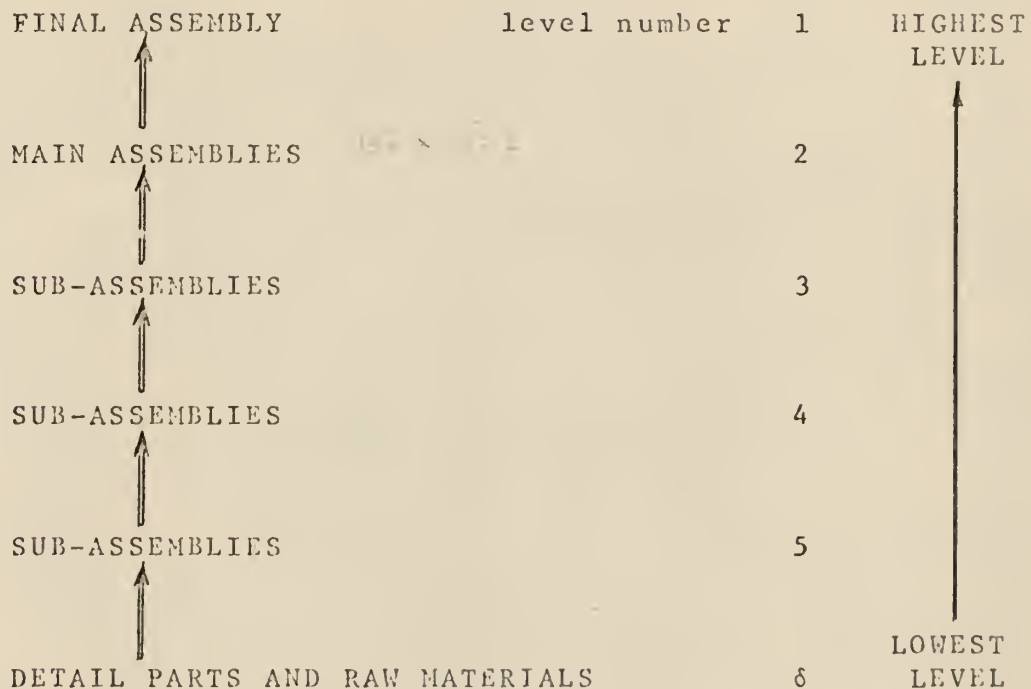 FINAL ASSEMBLY level number 1 HIGHEST
LEVEL
MAIN ASSEMBLIES 2
SUB-ASSEMBLIES 3
SUB-ASSEMBLIES 4
SUB-ASSEMBLIES 5
LOWEST
DETAIL PARTS AND RAW MATERIALS δ LEVEL